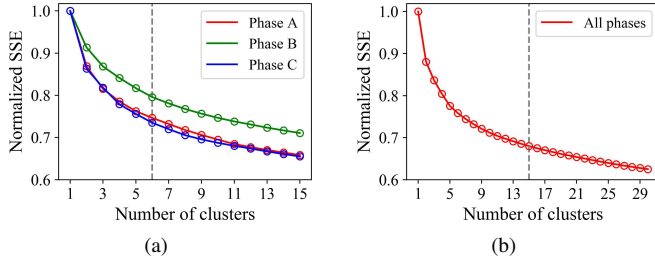 1.0
0.9
0.8
0.7
0.6
Normalized SSE
1 3 5 7 9 11 13 15
Number of clusters
Phase A
Phase B
Phase C
(a)
1.0
0.9
0.8
0.7
0.6
Normalized SSE
1 5 9 13 17 21 25 29
Number of clusters
All phases
(b)